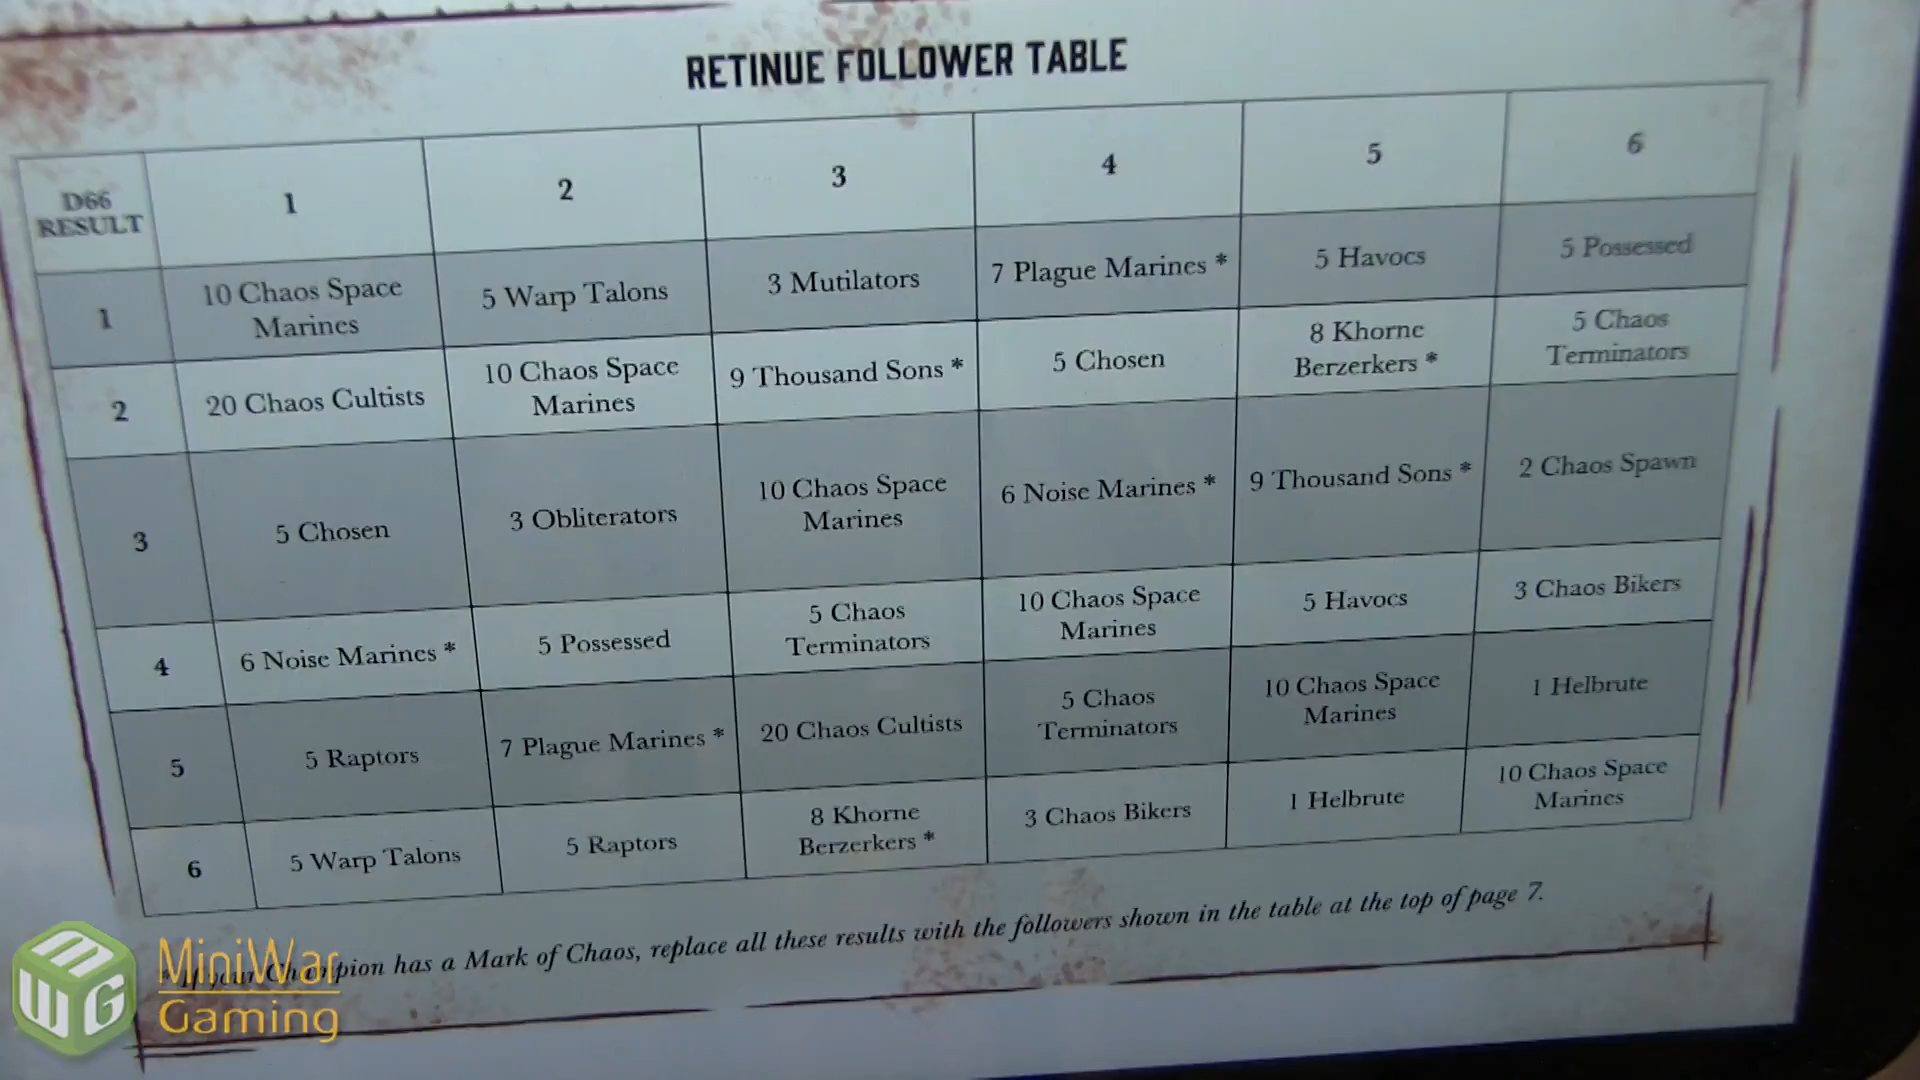 RETINUE FOLLOWER TABLE
D66 RESULT 1 2 3 4 5 6
1 10 Chaos Space Marines 5 Warp Talons 3 Mutilators 7 Plague Marines * 5 Havocs 5 Possessed
2 20 Chaos Cultists 10 Chaos Space Marines 9 Thousand Sons * 5 Chosen 8 Khorne Berzerkers * 5 Chaos Terminators
3 5 Chosen 3 Obliterators 10 Chaos Space Marines 6 Noise Marines * 9 Thousand Sons * 2 Chaos Spawn
4 6 Noise Marines * 5 Possessed 5 Chaos Terminators 10 Chaos Space Marines 5 Havocs 3 Chaos Bikers
5 5 Raptors 7 Plague Marines * 20 Chaos Cultists 5 Chaos Terminators 10 Chaos Space Marines 1 Helbrute
6 5 Warp Talons 5 Raptors 8 Khorne Berzerkers * 3 Chaos Bikers 1 Helbrute 10 Chaos Space Marines
* If your Champion has a Mark of Chaos, replace all these results with the followers shown in the table at the top of page 7.
MWG
MiniWar
Gaming